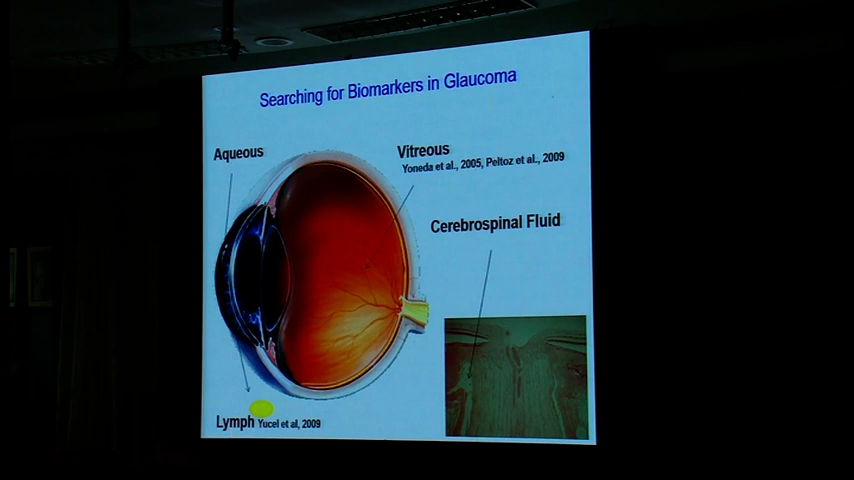 Searching for Biomarkers in Glaucoma
Aqueous
Vitreous
Yoneda et al., 2005, Peltoz et al., 2009
Cerebrospinal Fluid
Lymph Yucel et al, 2009